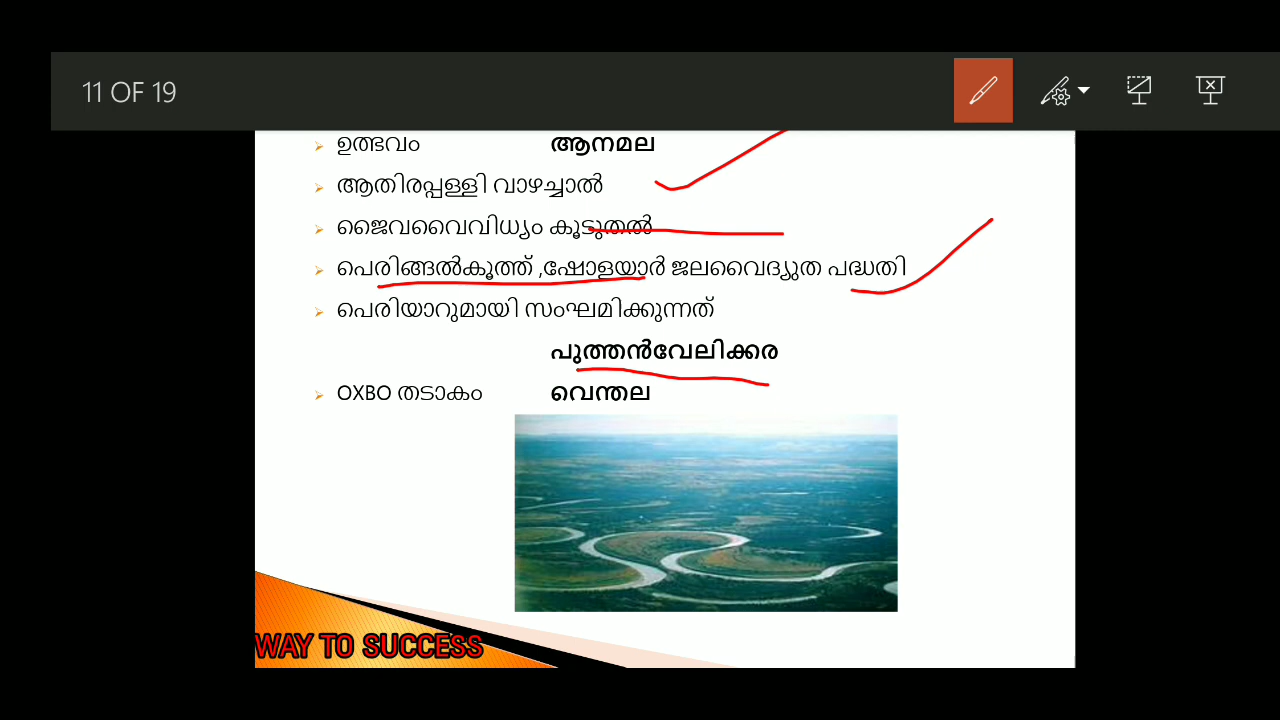 11 OF 19
ഉത്ഭവം ആനമല
ആതിരപ്പള്ളി വാഴച്ചാൽ
ജൈവവൈവിധ്യം കൂടുതൽ
പെരിങ്ങൽകൂത്ത് ,ഷോളയാർ ജലവൈദ്യുത പദ്ധതി
പെരിയാറുമായി സംഘമിക്കുന്നത്
പുത്തൻവേലിക്കര
OXBO തടാകം വെന്തല
WAY TO SUCCESS